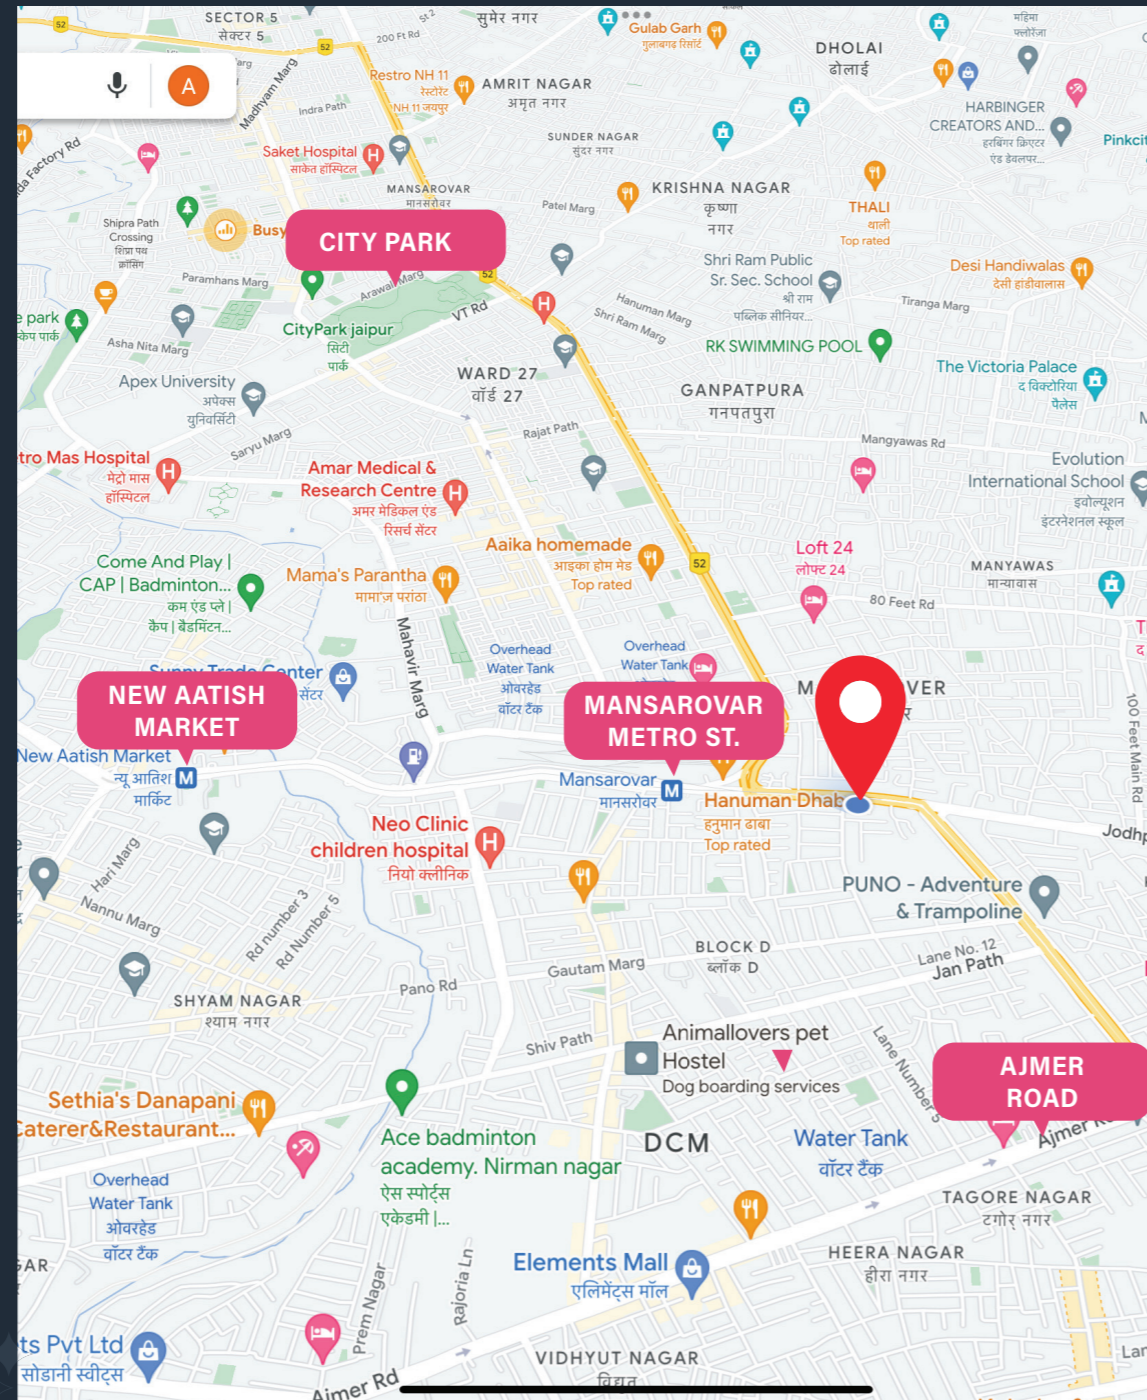 SECTOR 5
सेक्टर 5
52
52
200 Ft Rd
St 2
सुमेर नगर
Gulab Garh
गुलाबगढ़ रिसॉर्ट
DHOLAI
ढोलाई
महिमा
फ्लोरेंज़ा
A
Madhyam Marg
Indra Path
Restro NH 11
रेस्टोरेंट
NH 11 जयपुर
AMRIT NAGAR
अमृत नगर
HARBINGER
CREATORS AND...
हरबिंगर क्रिएटर
एंड डेवलपर...
Factory Rd
Saket Hospital
साकेत हॉस्पिटल
SUNDER NAGAR
सुंदर नगर
MANSAROVAR
मानसरोवर
KRISHNA NAGAR
कृष्णा
नगर
Patel Marg
THALI
थाली
Top rated
Shipra Path
Crossing
शिप्रा पथ
क्रॉसिंग
Busy
CITY PARK
Paramhans Marg
Arawali Marg
52
VT Rd
Shri Ram Public
Sr. Sec. School
श्री राम
पब्लिक सीनियर...
Desi Handiwalas
देसी हांडीवालास
Hanuman Marg
Shri Ram Marg
Tiranga Marg
e park
केप पार्क
Asha Nita Marg
CityPark jaipur
सिटी
पार्क
RK SWIMMING POOL
Apex University
अपेक्स
युनिवर्सिटी
WARD 27
वॉर्ड 27
GANPATPURA
गनपतपुरा
The Victoria Palace
द विक्टोरिया
पैलेस
Saryu Marg
Rajat Path
Mangyawas Rd
tro Mas Hospital
मेट्रो मास
हॉस्पिटल
Amar Medical &
Research Centre
अमर मेडिकल एंड
रिसर्च सेंटर
Evolution
International School
इवोल्यूशन
इंटरनेशनल स्कूल
Come And Play |
CAP | Badminton...
कम एंड प्ले |
कैप | बैडमिंटन...
Mama's Parantha
मामा'ज़ परांठा
Aaika homemade
आइका होम मेड
Top rated
52
Loft 24
लोफ्ट 24
MANYAWAS
मान्यावास
80 Feet Rd
Mahavir Marg
Overhead
Water Tank
ओवरहेड
वॉटर टैंक
Overhead
Water Tank
Sunny Trade Center
सेंटर
NEW AATISH
MARKET
MANSAROVAR
METRO ST.
M VER
100 Feet Main Rd
New Aatish Market
न्यू आतिश
मार्किट
M
Mansarovar
मानसरोवर
M
Hanuman Dhab
हनुमान ढाबा
Top rated
Jodhp
Neo Clinic
children hospital
नियो क्लीनिक
Hari Marg
Nannu Marg
Rd number 3
Rd Number 5
PUNO - Adventure
& Trampoline
BLOCK D
ब्लॉक D
Lane No. 12
Jan Path
Gautam Marg
Pano Rd
SHYAM NAGAR
श्याम नगर
Shiv Path
Animallovers pet
Hostel
Dog boarding services
Lane Number 5
AJMER
ROAD
Ajmer R
Sethia's Danapani
Caterer&Restaurant...
Ace badminton
academy. Nirman nagar
ऐस स्पोर्ट्स
एकेडमी |...
DCM
Water Tank
वॉटर टैंक
Overhead
Water Tank
ओवरहेड
वॉटर टैंक
TAGORE NAGAR
टगोर् नगर
HEERA NAGAR
हीरा नगर
GAR
Elements Mall
एलिमेंट्स मॉल
Prem Nagar
Rajoria Ln
ts Pvt Ltd
सोडानी स्वीट्स
Ajmer Rd
VIDHYUT NAGAR
विद्युत
Lan